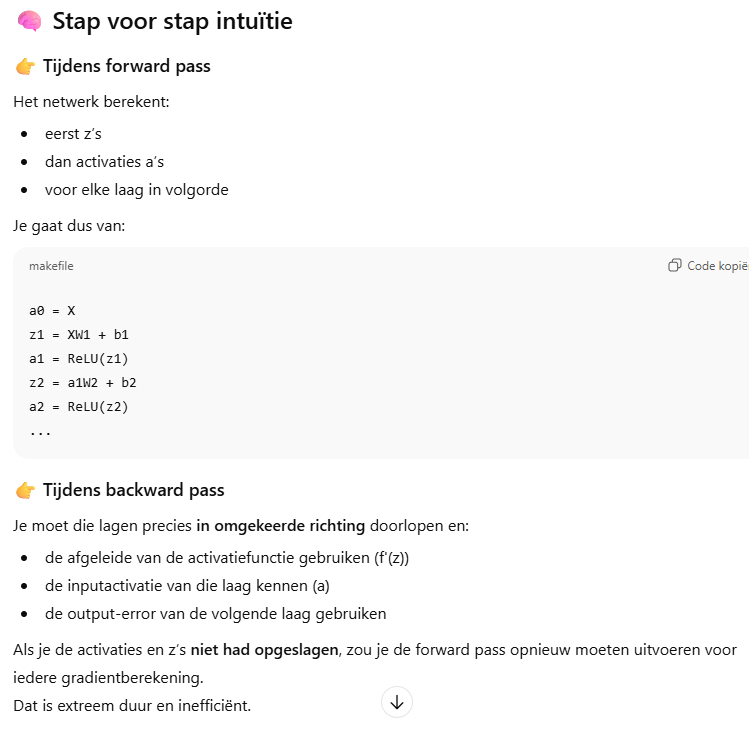 🧠 Stap voor stap intuïtie
👉 Tijdens forward pass
Het netwerk berekent:
• eerst z’s
• dan activaties a’s
• voor elke laag in volgorde
Je gaat dus van:
makefile
Code kopië
a0 = X
z1 = XW1 + b1
a1 = ReLU(z1)
z2 = a1W2 + b2
a2 = ReLU(z2)
...
👉 Tijdens backward pass
Je moet die lagen precies in omgekeerde richting doorlopen en:
• de afgeleide van de activatiefunctie gebruiken (f'(z))
• de inputactivatie van die laag kennen (a)
• de output-error van de volgende laag gebruiken
Als je de activaties en z’s niet had opgeslagen, zou je de forward pass opnieuw moeten uitvoeren voor
iedere gradientberekening.
Dat is extreem duur en inefficiënt.